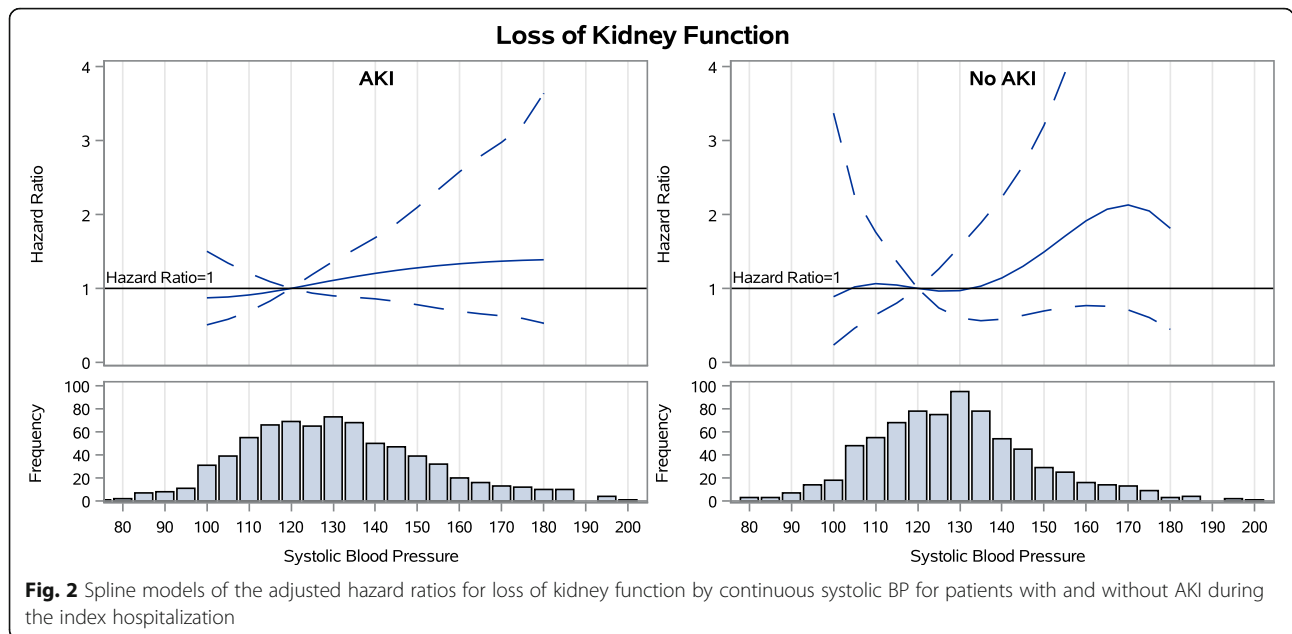 Loss of Kidney Function
AKI
4
3
2
1
0
Hazard Ratio
Hazard Ratio=1
100
80
60
40
20
0
Frequency
80 90 100 110 120 130 140 150 160 170 180 190 200
Systolic Blood Pressure
No AKI
4
3
2
1
0
Hazard Ratio
Hazard Ratio=1
100
80
60
40
20
0
Frequency
80 90 100 110 120 130 140 150 160 170 180 190 200
Systolic Blood Pressure
Fig. 2 Spline models of the adjusted hazard ratios for loss of kidney function by continuous systolic BP for patients with and without AKI during
the index hospitalization